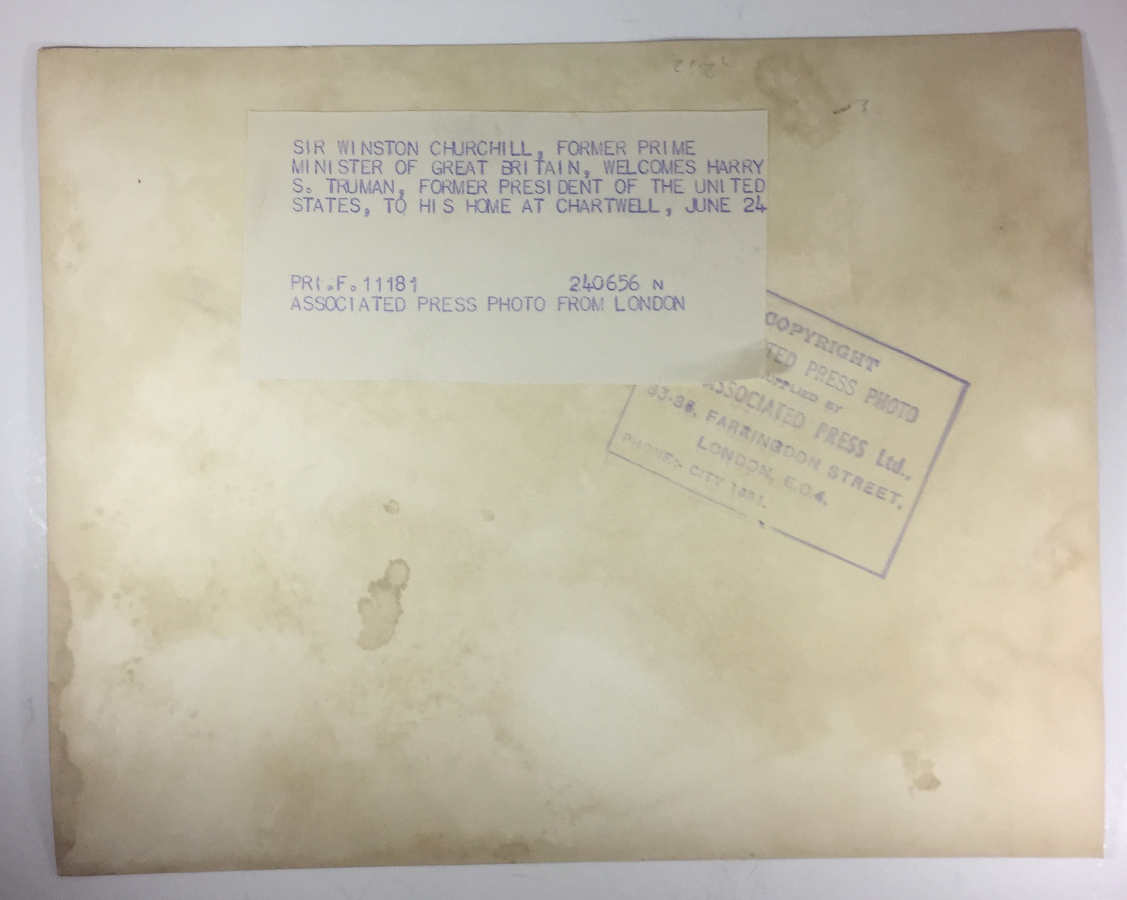 SIR WINSTON CHURCHILL, FORMER PRIME
MINISTER OF GREAT BRITAIN, WELCOMES HARRY
S. TRUMAN, FORMER PRESIDENT OF THE UNITED
STATES, TO HIS HOME AT CHARTWELL, JUNE 24
PRI.F.11181 240656 N
ASSOCIATED PRESS PHOTO FROM LONDON
COPYRIGHT
TED PRESS PHOTO
BY
ASSOCIATED PRESS Ltd.,
FARRINGDON STREET,
LONDON, E.C.4.
CITY